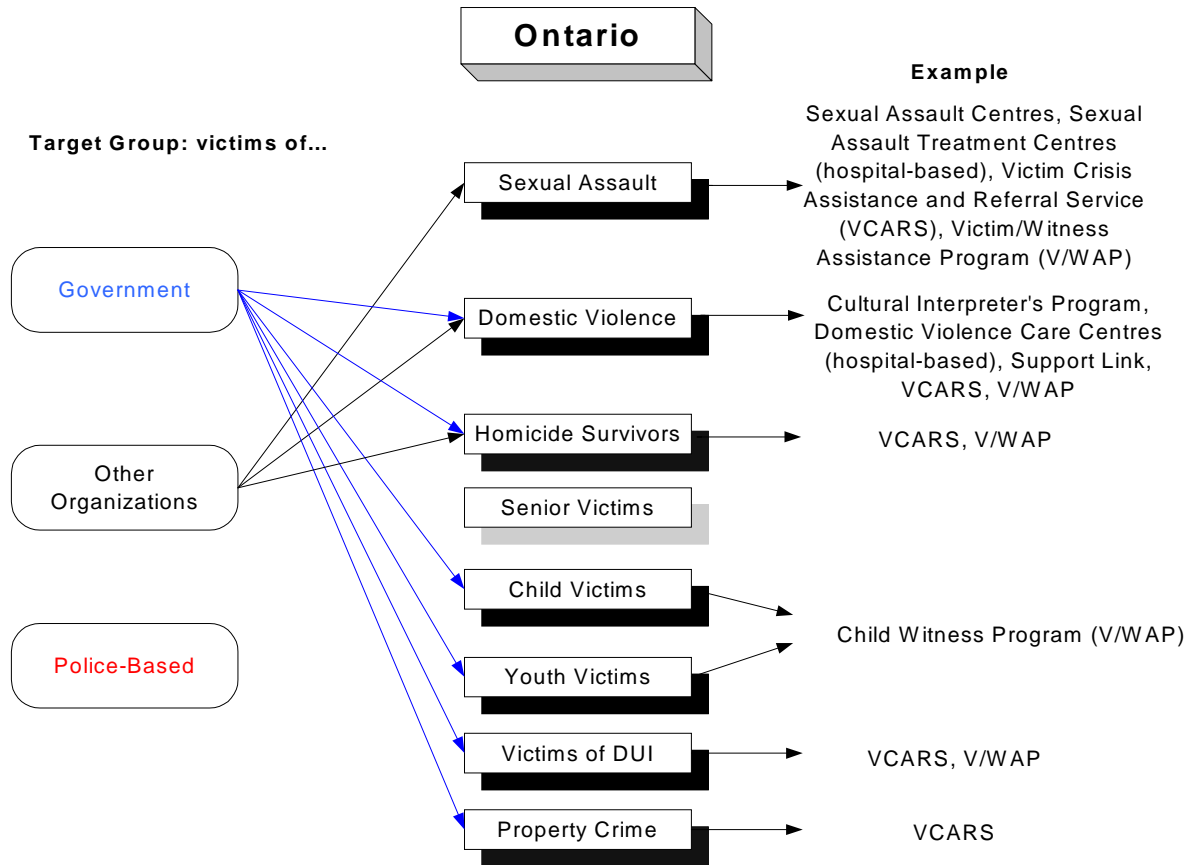 Ontario
Example
Target Group: victims of...
Government
Other
Organizations
Police-Based
Sexual Assault
Domestic Violence
Homicide Survivors
Senior Victims
Child Victims
Youth Victims
Victims of DUI
Property Crime
Sexual Assault Centres, Sexual
Assault Treatment Centres
(hospital-based), Victim Crisis
Assistance and Referral Service
(VCARS), Victim/Witness
Assistance Program (V/WAP)
Cultural Interpreter's Program,
Domestic Violence Care Centres
(hospital-based), Support Link,
VCARS, V/WAP
VCARS, V/WAP
Child Witness Program (V/WAP)
VCARS, V/WAP
VCARS